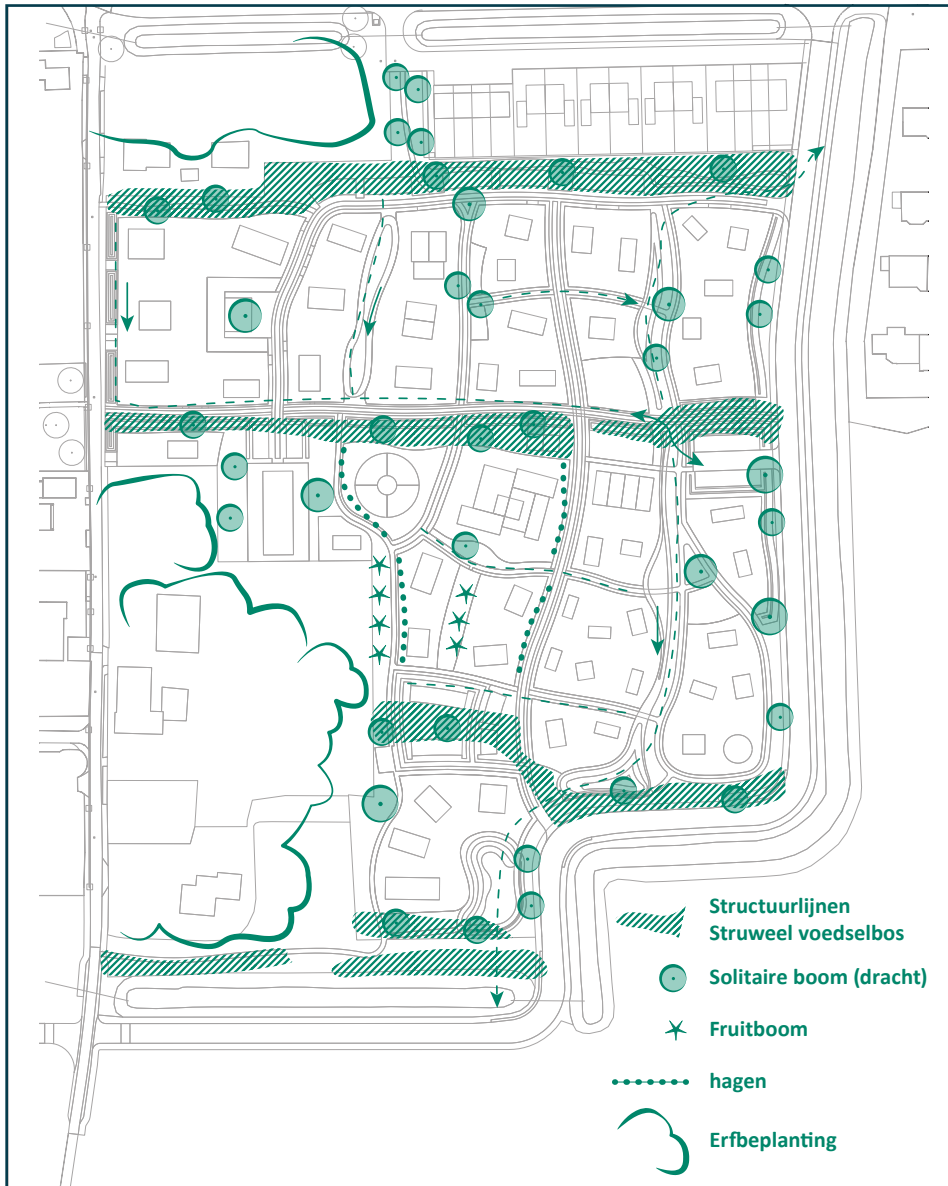 Structuurlijnen
Struweel voedselbos
Solitaire boom (dracht)
Fruitboom
hagen
Erfbeplanting